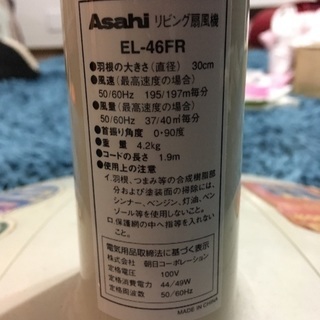 Asahi リビング扇風機
EL-46FR
●羽根の大きさ(直径) 30cm
●風速(最高速度の場合)
50/60Hz 195/197m毎分
●風量(最高速度の場合)
50/60Hz 37/40㎥毎分
●首振り角度 0・90度
●重 量 4.2kg
●コードの長さ 1.9m
●使用上の注意
イ.羽根、つまみ等の合成樹脂部
分および塗装面の掃除には、
シンナー、ベンジン、灯油、ベン
ゾール等を使用しないこと。
ロ.保護網の中へ指等を入れな
いこと。
電気用品取締法に基づく表示
株式会社 朝日コーポレーション
定格電圧 100V
定格消費電力 44/49W
定格周波数 50/60Hz
MADE IN CHINA